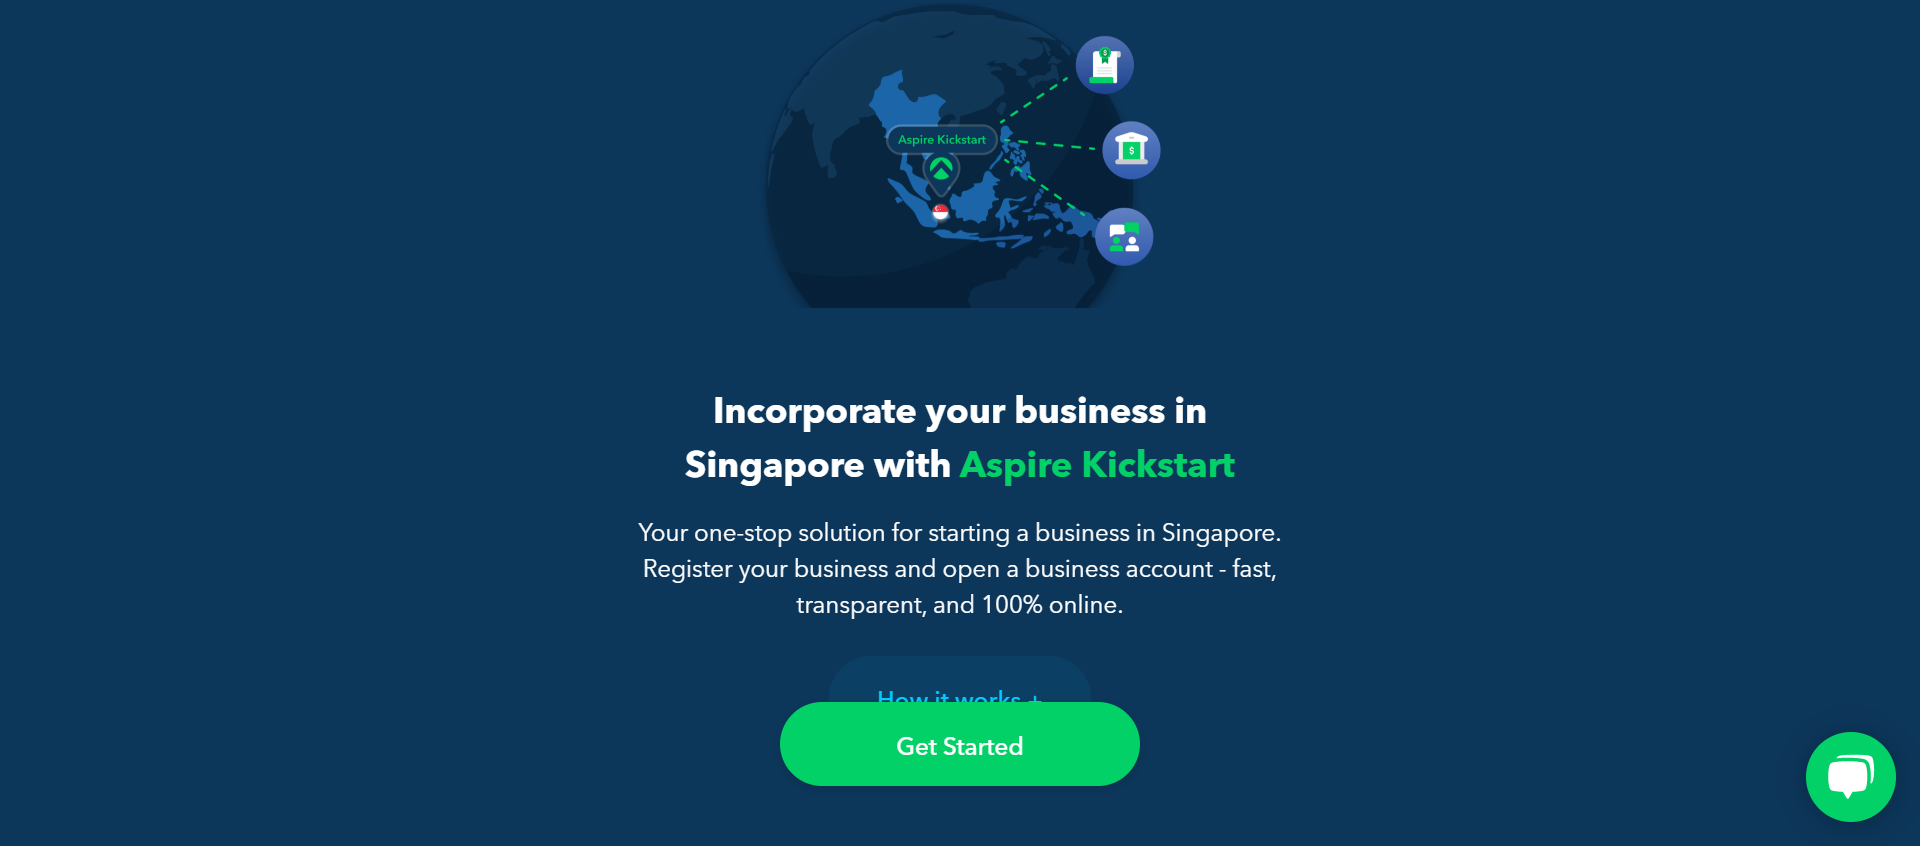 Aspire Kickstart
Incorporate your business in
Singapore with Aspire Kickstart
Your one-stop solution for starting a business in Singapore.
Register your business and open a business account - fast,
transparent, and 100% online.
How it works +
Get Started